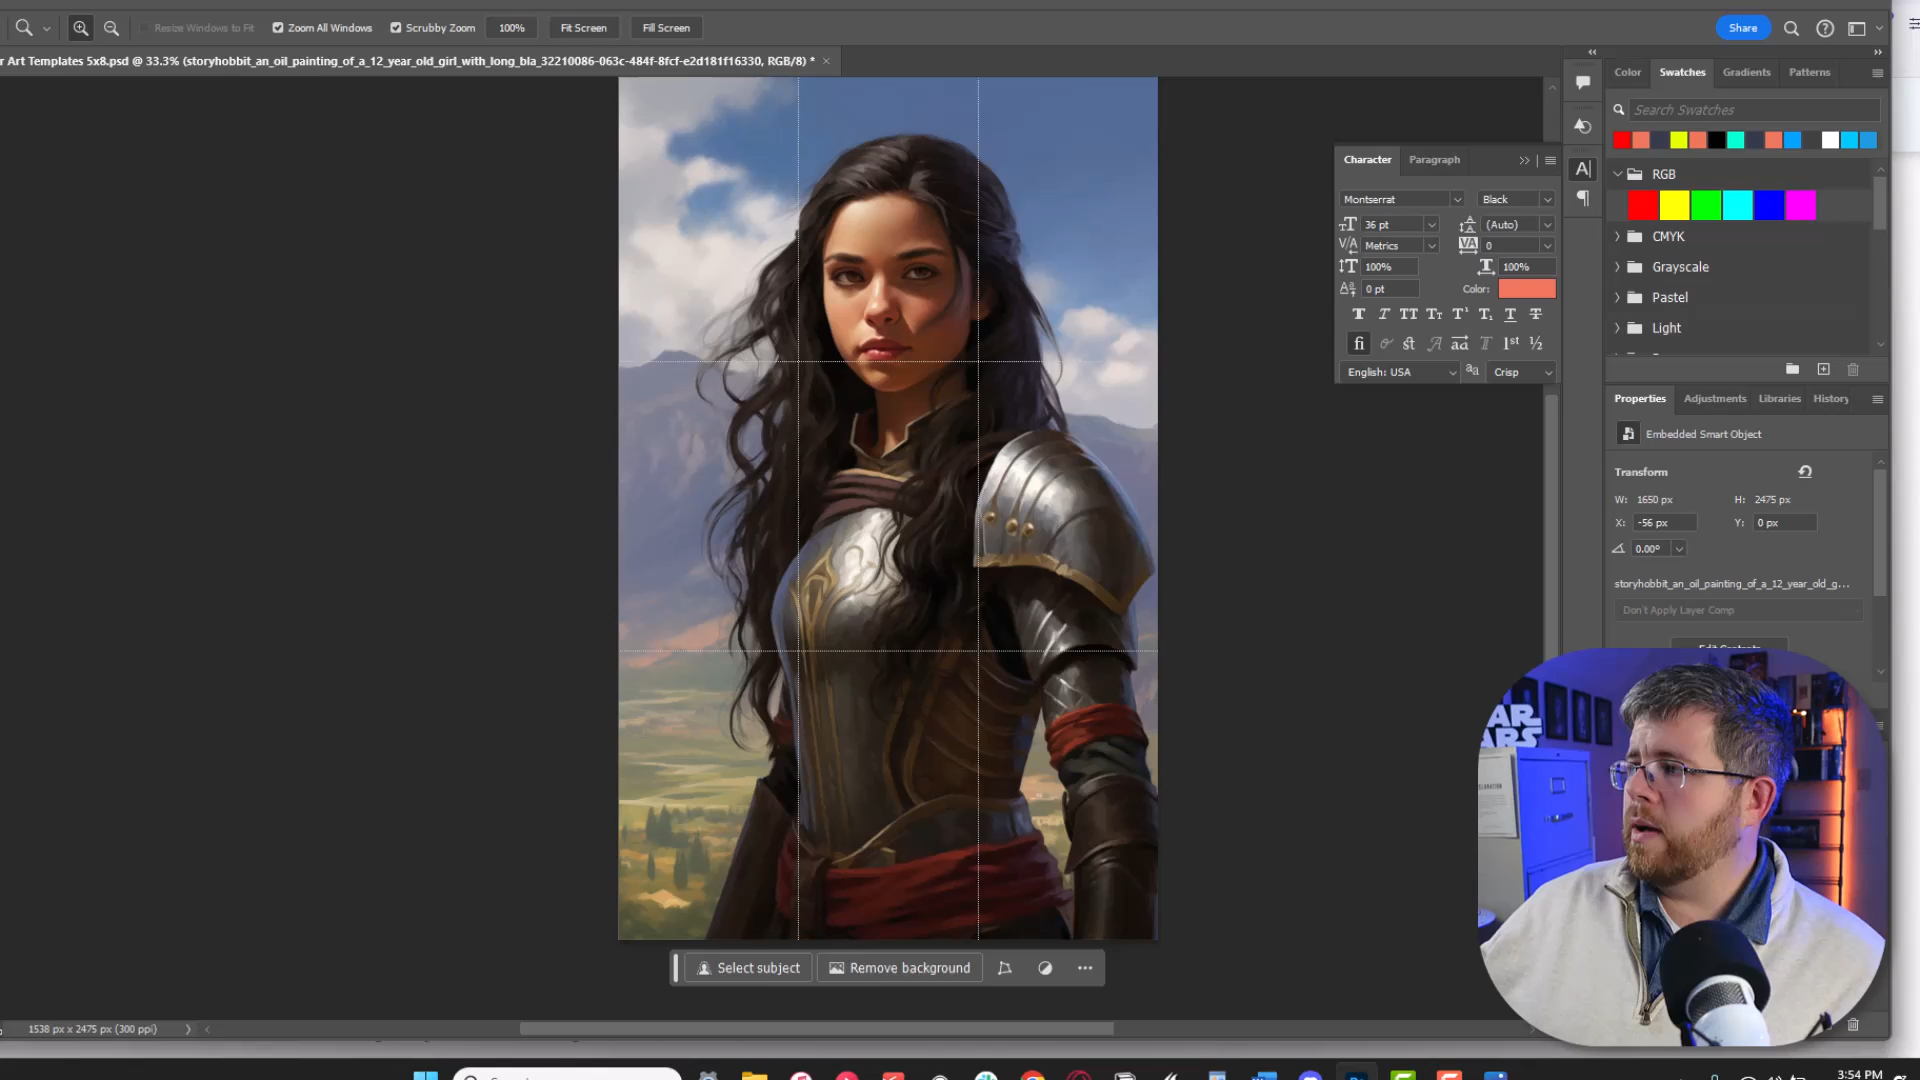 Resize Windows to Fit
Zoom All Windows
Scrubby Zoom
100%
Fit Screen
Fill Screen
Share
r Art Templates 5x8.psd @ 33.3% (storyhobbit_an_oil_painting_of_a_12_year_old_girl_with_long_bla_32210086-063c-484f-8fcf-e2d181f16330, RGB/8) *
Color
Swatches
Gradients
Patterns
Search Swatches
RGB
CMYK
Grayscale
Pastel
Light
Character
Paragraph
Montserrat
Black
36 pt
(Auto)
Metrics
0
100%
100%
0 pt
Color:
English: USA
Crisp
Properties
Adjustments
Libraries
History
Embedded Smart Object
Transform
W: 1650 px
H: 2475 px
X: -56 px
Y: 0 px
0.00°
storyhobbit_an_oil_painting_of_a_12_year_old_g...
Don't Apply Layer Comp
STAR
WARS
Select subject
Remove background
1538 px x 2475 px (300 ppi)
3:54 PM